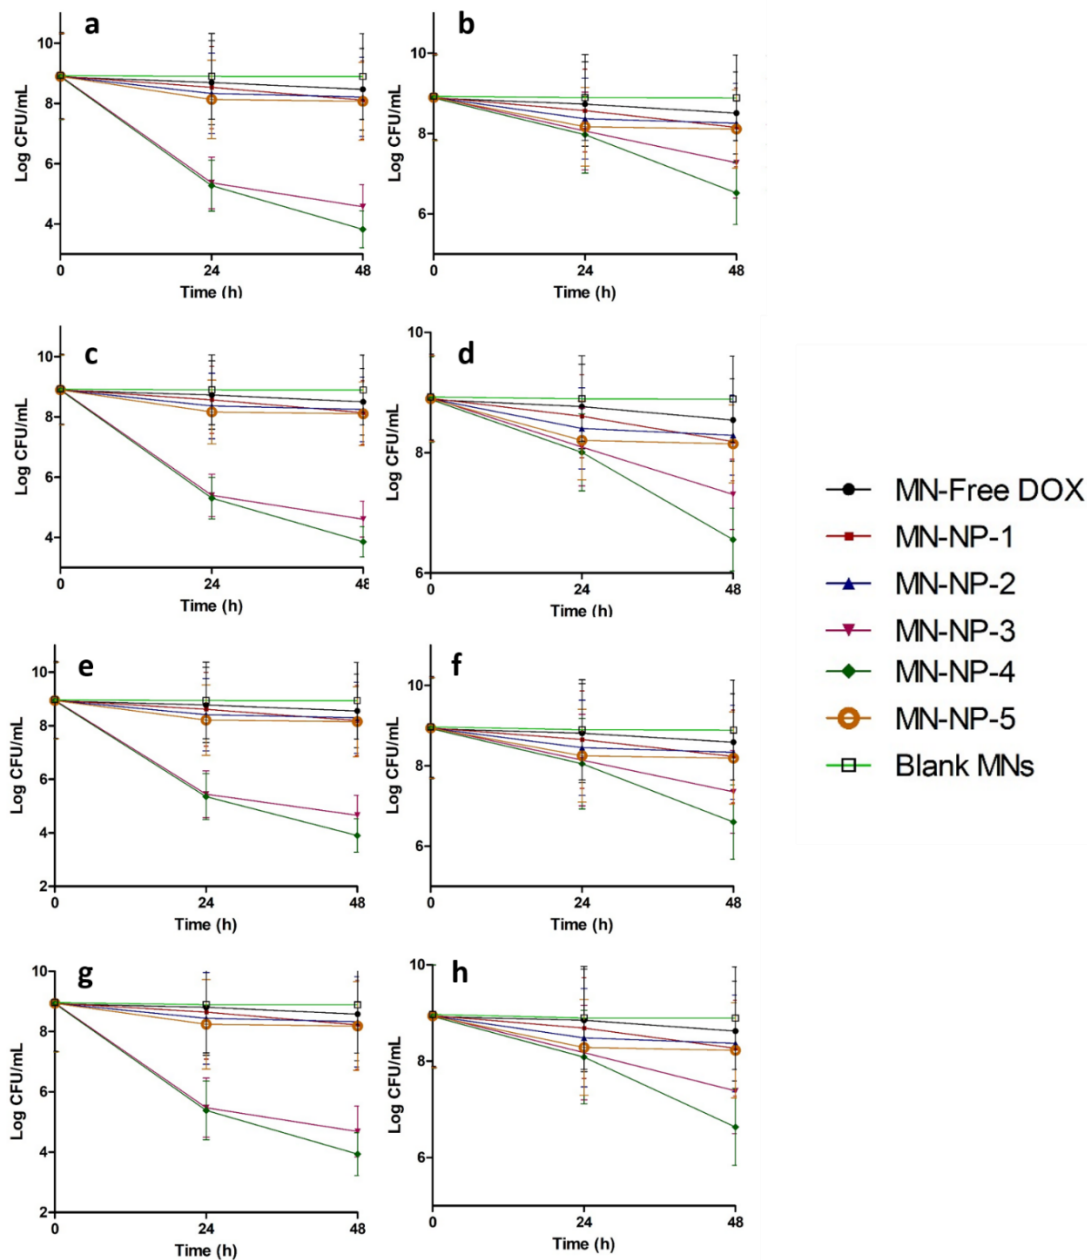 a
10
8
6
4
Log CFU/mL
0 24 48
Time (h)
b
10
8
6
Log CFU/mL
0 24 48
Time (h)
c
10
8
6
4
Log CFU/mL
0 24 48
Time (h)
d
10
8
6
Log CFU/mL
0 24 48
Time (h)
MN-Free DOX
MN-NP-1
MN-NP-2
MN-NP-3
MN-NP-4
MN-NP-5
Blank MNs
e
10
8
6
4
2
Log CFU/mL
0 24 48
Time (h)
f
10
8
6
Log CFU/mL
0 24 48
Time (h)
g
10
8
6
4
2
Log CFU/mL
0 24 48
Time (h)
h
10
8
6
Log CFU/mL
0 24 48
Time (h)